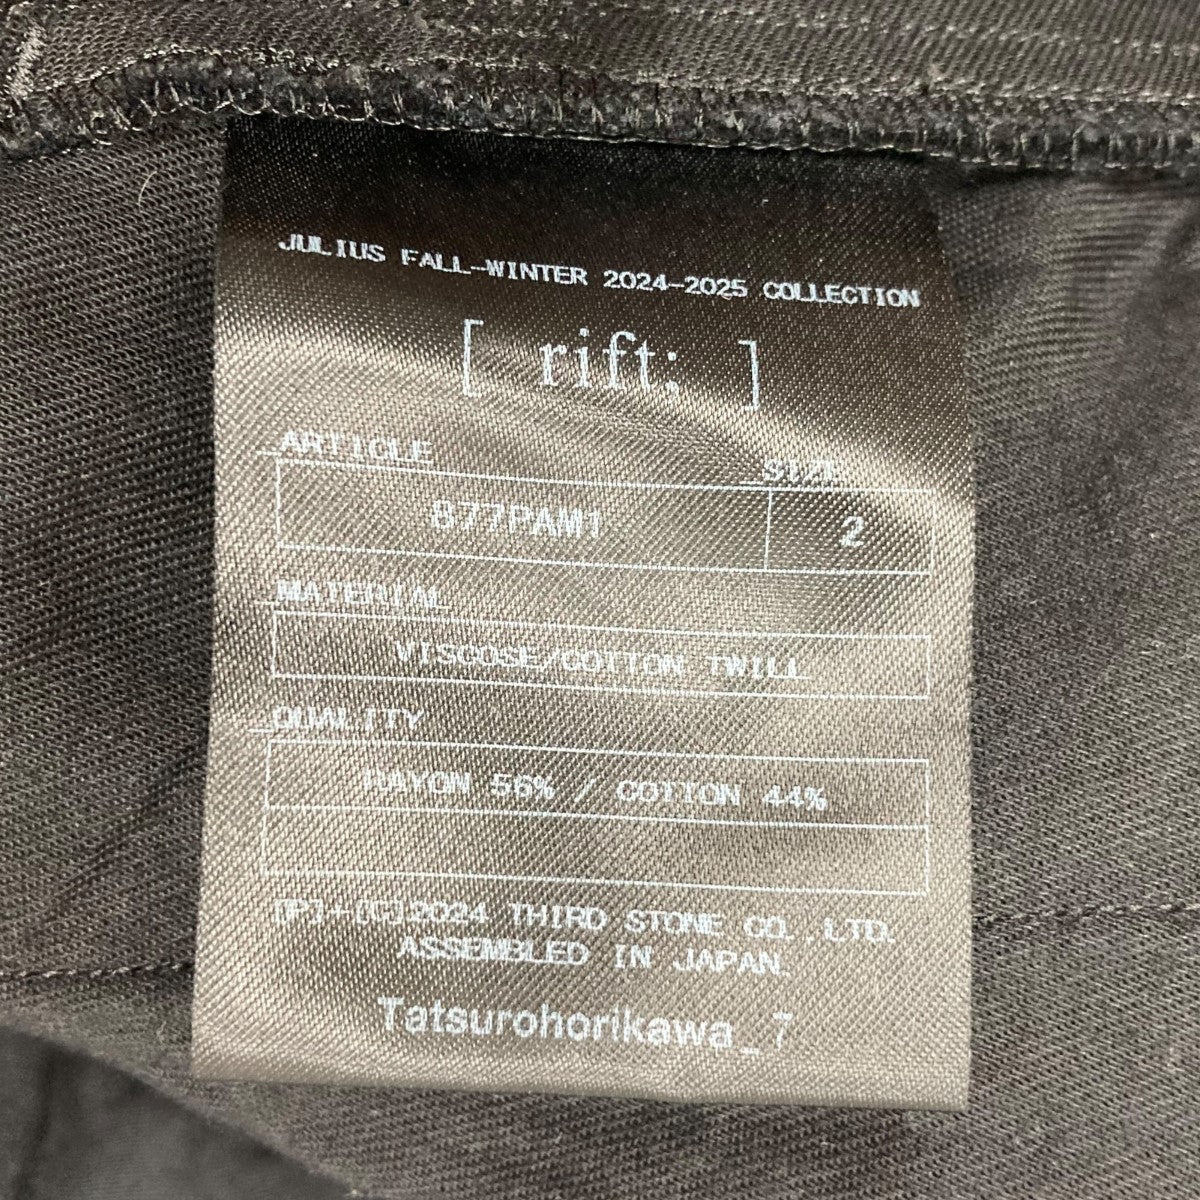 JULIUS FALL-WINTER 2024-2025 COLLECTION
[ rift; ]
ARTICLE SIZE
877PAM1 2
MATERIAL
VISCOSE/COTTON TWILL
QUALITY
RAYON 56% / COTTON 44%
[P]+[C]2024 THIRD STONE CO.,LTD.
ASSEMBLED IN JAPAN.
Tatsurohorikawa_7